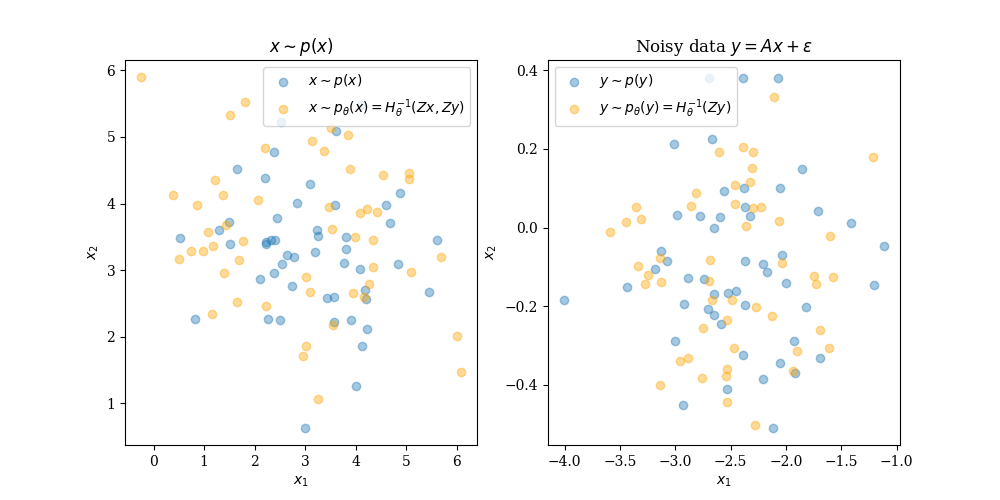 x ∼ p(x)
x ∼ p(x)
x ∼ p_θ(x) = H_θ^{-1}(Zx, Zy)
6
5
4
3
2
1
x_2
0 1 2 3 4 5 6
x_1
Noisy data y = Ax + ε
y ∼ p(y)
y ∼ p_θ(y) = H_θ^{-1}(Zy)
0.4
0.2
0.0
−0.2
−0.4
x_2
−4.0 −3.5 −3.0 −2.5 −2.0 −1.5 −1.0
x_1